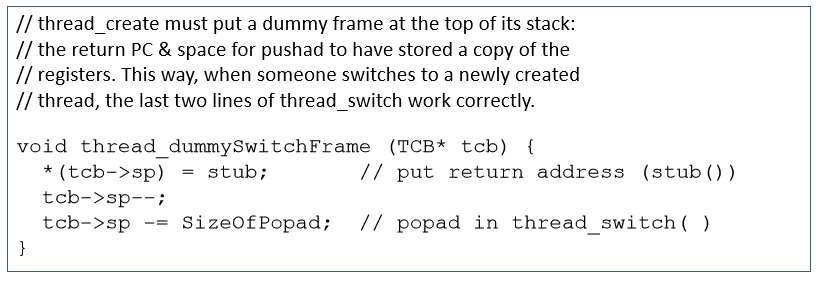 // thread_create must put a dummy frame at the top of its stack:
// the return PC & space for pushad to have stored a copy of the
// registers. This way, when someone switches to a newly created
// thread, the last two lines of thread_switch work correctly.
void thread_dummySwitchFrame (TCB* tcb) {
  *(tcb->sp) = stub;       // put return address (stub())
  tcb->sp--;
  tcb->sp -= SizeOfPopad;  // popad in thread_switch( )
}